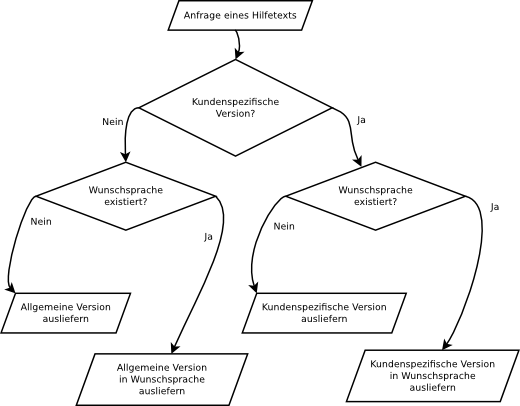 Anfrage eines Hilfetexts
Kundenspezifische
Version?
Nein
Ja
Wunschsprache
existiert?
Wunschsprache
existiert?
Nein
Ja
Nein
Ja
Allgemeine Version
ausliefern
Kundenspezifische Version
ausliefern
Allgemeine Version
in Wunschsprache
ausliefern
Kundenspezifische Version
in Wunschsprache
ausliefern